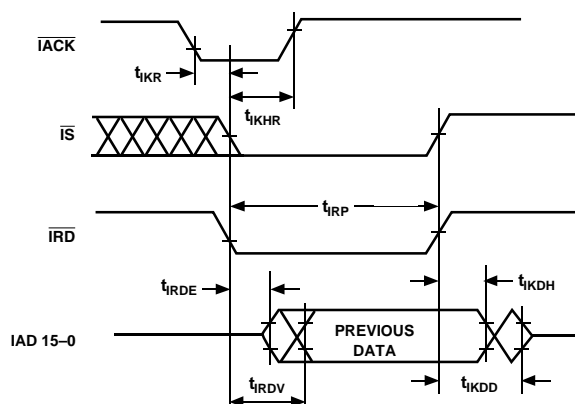 IACK
tIKR
tIKHR
IS
tIRP
IRD
tIRDE
tIKDH
IAD 15–0
PREVIOUS
DATA
tIKDD
tIRDV